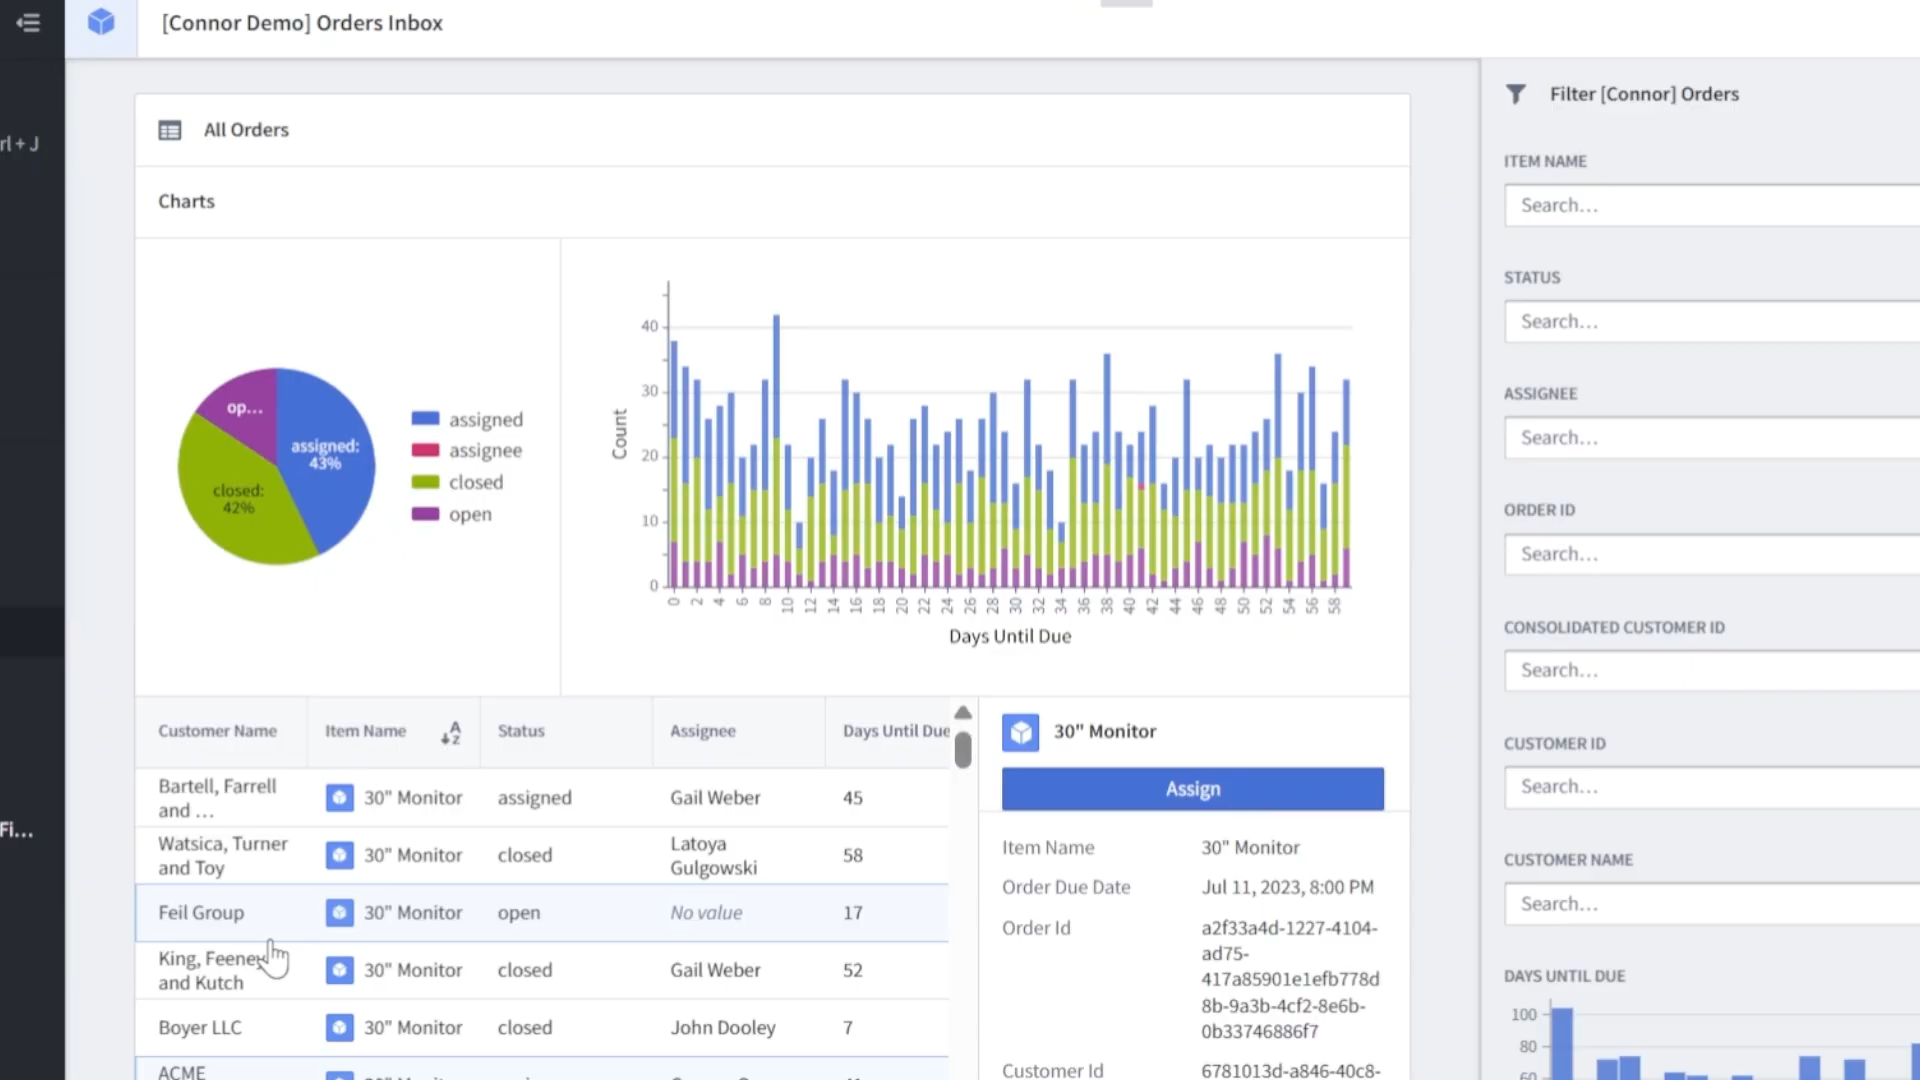 [Connor Demo] Orders Inbox
rl + J
Fi...
All Orders
Charts
op...
assigned:
43%
closed:
42%
assigned
assignee
closed
open
Count
40
30
20
10
0
0 2 4 6 8 10 12 14 16 18 20 22 24 26 28 30 32 34 36 38 40 42 44 46 48 50 52 54 56 58
Days Until Due
Customer Name Item Name Status Assignee Days Until Due
Bartell, Farrell
and ...
30" Monitor assigned Gail Weber 45
Watsica, Turner
and Toy
30" Monitor closed Latoya
Gulgowski
58
Feil Group 30" Monitor open No value 17
King, Feeney
and Kutch
30" Monitor closed Gail Weber 52
Boyer LLC 30" Monitor closed John Dooley 7
ACME
30" Monitor
Assign
Item Name 30" Monitor
Order Due Date Jul 11, 2023, 8:00 PM
Order Id a2f33a4d-1227-4104-
ad75-
417a85901e1efb778d
8b-9a3b-4cf2-8e6b-
0b33746886f7
Customer Id 6781013d-a846-40c8-
Filter [Connor] Orders
ITEM NAME
Search...
STATUS
Search...
ASSIGNEE
Search...
ORDER ID
Search...
CONSOLIDATED CUSTOMER ID
Search...
CUSTOMER ID
Search...
CUSTOMER NAME
Search...
DAYS UNTIL DUE
100
80
60